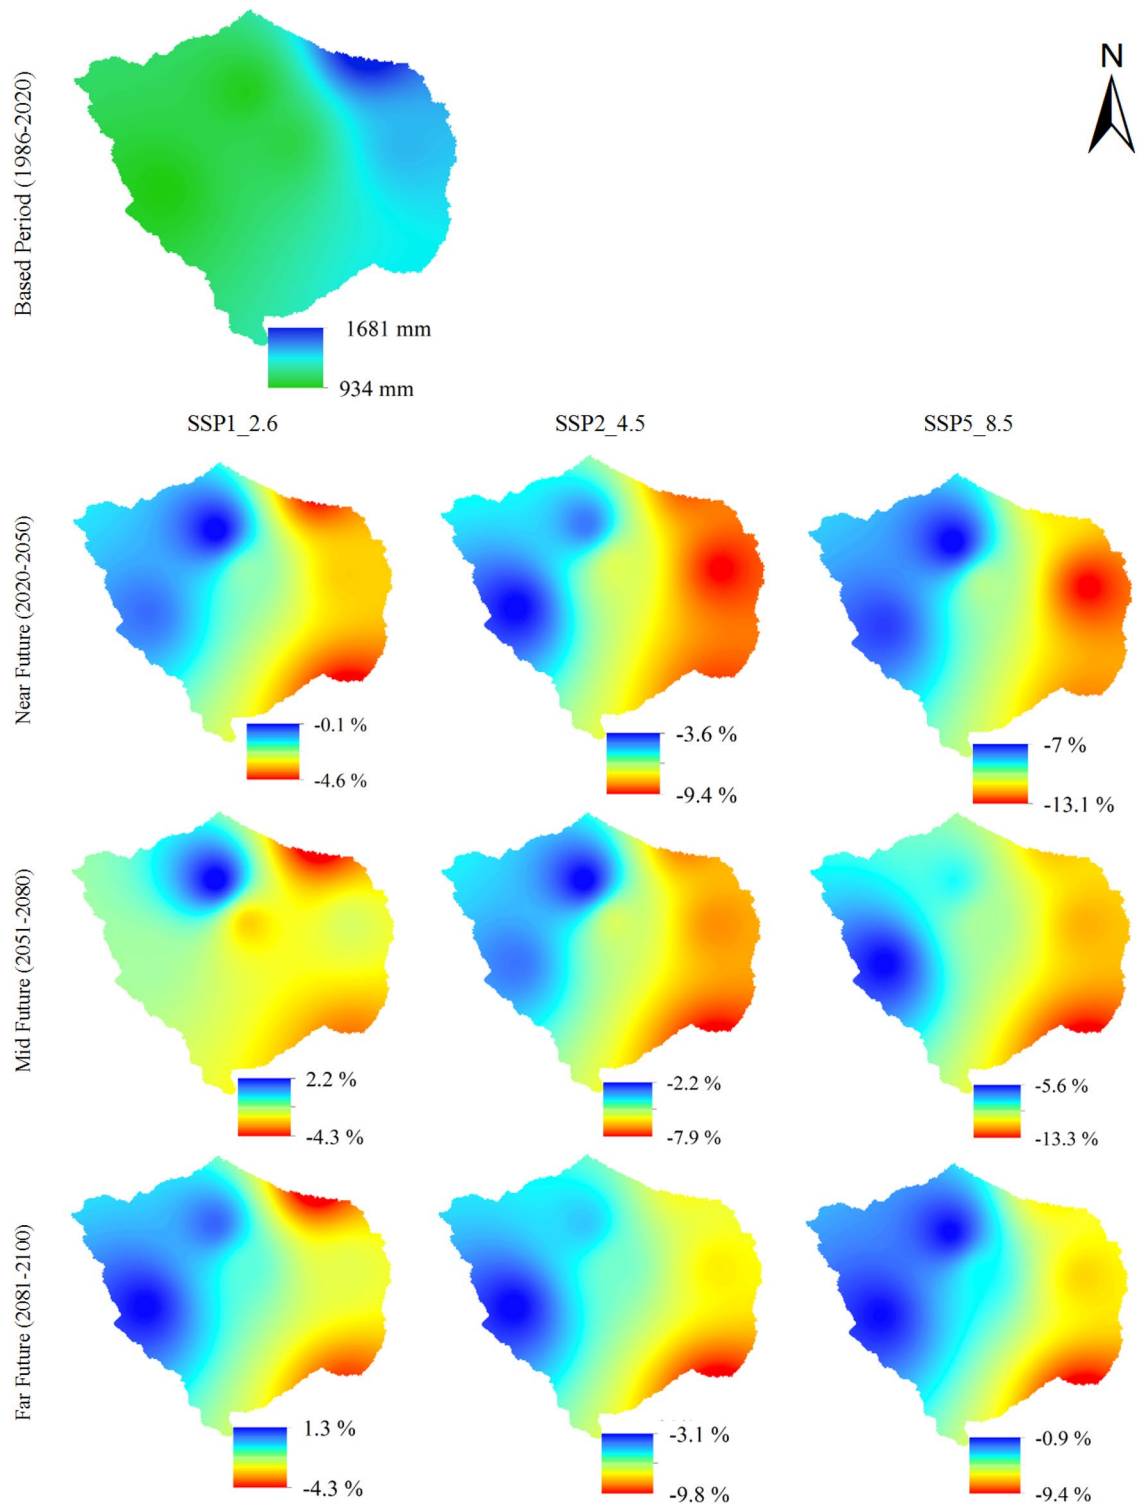 N
Based Period (1986-2020)
1681 mm
934 mm
SSP1_2.6
SSP2_4.5
SSP5_8.5
Near Future (2020-2050)
-0.1 %
-4.6 %
-3.6 %
-9.4 %
-7 %
-13.1 %
Mid Future (2051-2080)
2.2 %
-4.3 %
-2.2 %
-7.9 %
-5.6 %
-13.3 %
Far Future (2081-2100)
1.3 %
-4.3 %
-3.1 %
-9.8 %
-0.9 %
-9.4 %